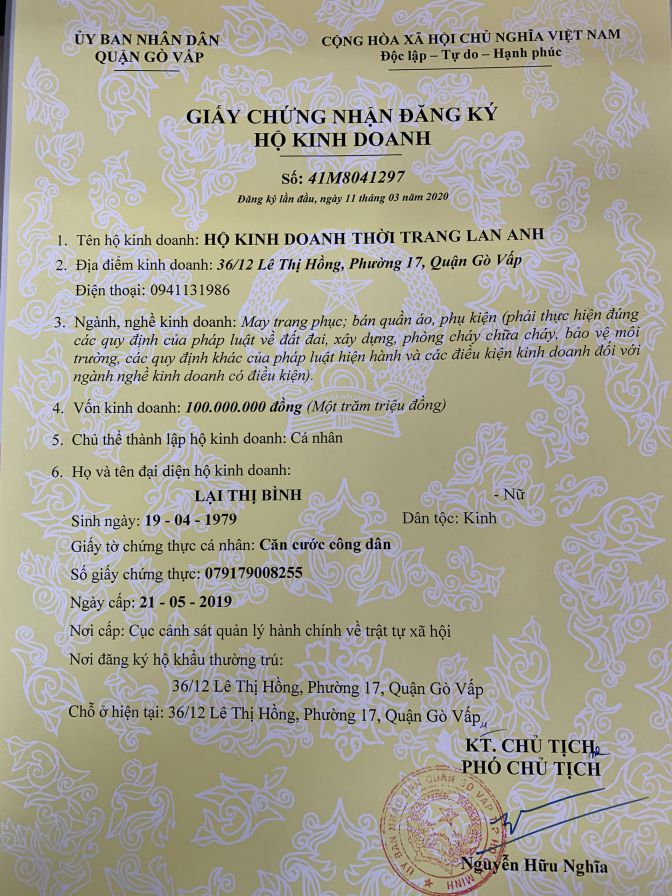 ỦY BAN NHÂN DÂN
QUẬN GÒ VẤP
CỘNG HÒA XÃ HỘI CHỦ NGHĨA VIỆT NAM
Độc lập – Tự do – Hạnh phúc
GIẤY CHỨNG NHẬN ĐĂNG KÝ
HỘ KINH DOANH
Số: 41M8041297
Đăng ký lần đầu, ngày 11 tháng 03 năm 2020
1. Tên hộ kinh doanh: HỘ KINH DOANH THỜI TRANG LAN ANH
2. Địa điểm kinh doanh: 36/12 Lê Thị Hồng, Phường 17, Quận Gò Vấp
Điện thoại: 0941131986
3. Ngành, nghề kinh doanh: May trang phục; bán quần áo, phụ kiện (phải thực hiện đúng
các quy định của pháp luật về đất đai, xây dựng, phòng cháy chữa cháy, bảo vệ môi
trường, các quy định khác của pháp luật hiện hành và các điều kiện kinh doanh đối với
ngành nghề kinh doanh có điều kiện).
4. Vốn kinh doanh: 100.000.000 đồng (Một trăm triệu đồng)
5. Chủ thể thành lập hộ kinh doanh: Cá nhân
6. Họ và tên đại diện hộ kinh doanh:
LẠI THỊ BÌNH - Nữ
Sinh ngày: 19 - 04 - 1979 Dân tộc: Kinh
Giấy tờ chứng thực cá nhân: Căn cước công dân
Số giấy chứng thực: 079179008255
Ngày cấp: 21 - 05 - 2019
Nơi cấp: Cục cảnh sát quản lý hành chính về trật tự xã hội
Nơi đăng ký hộ khẩu thường trú:
36/12 Lê Thị Hồng, Phường 17, Quận Gò Vấp
Chỗ ở hiện tại: 36/12 Lê Thị Hồng, Phường 17, Quận Gò Vấp
KT. CHỦ TỊCH
PHÓ CHỦ TỊCH
Nguyễn Hữu Nghĩa